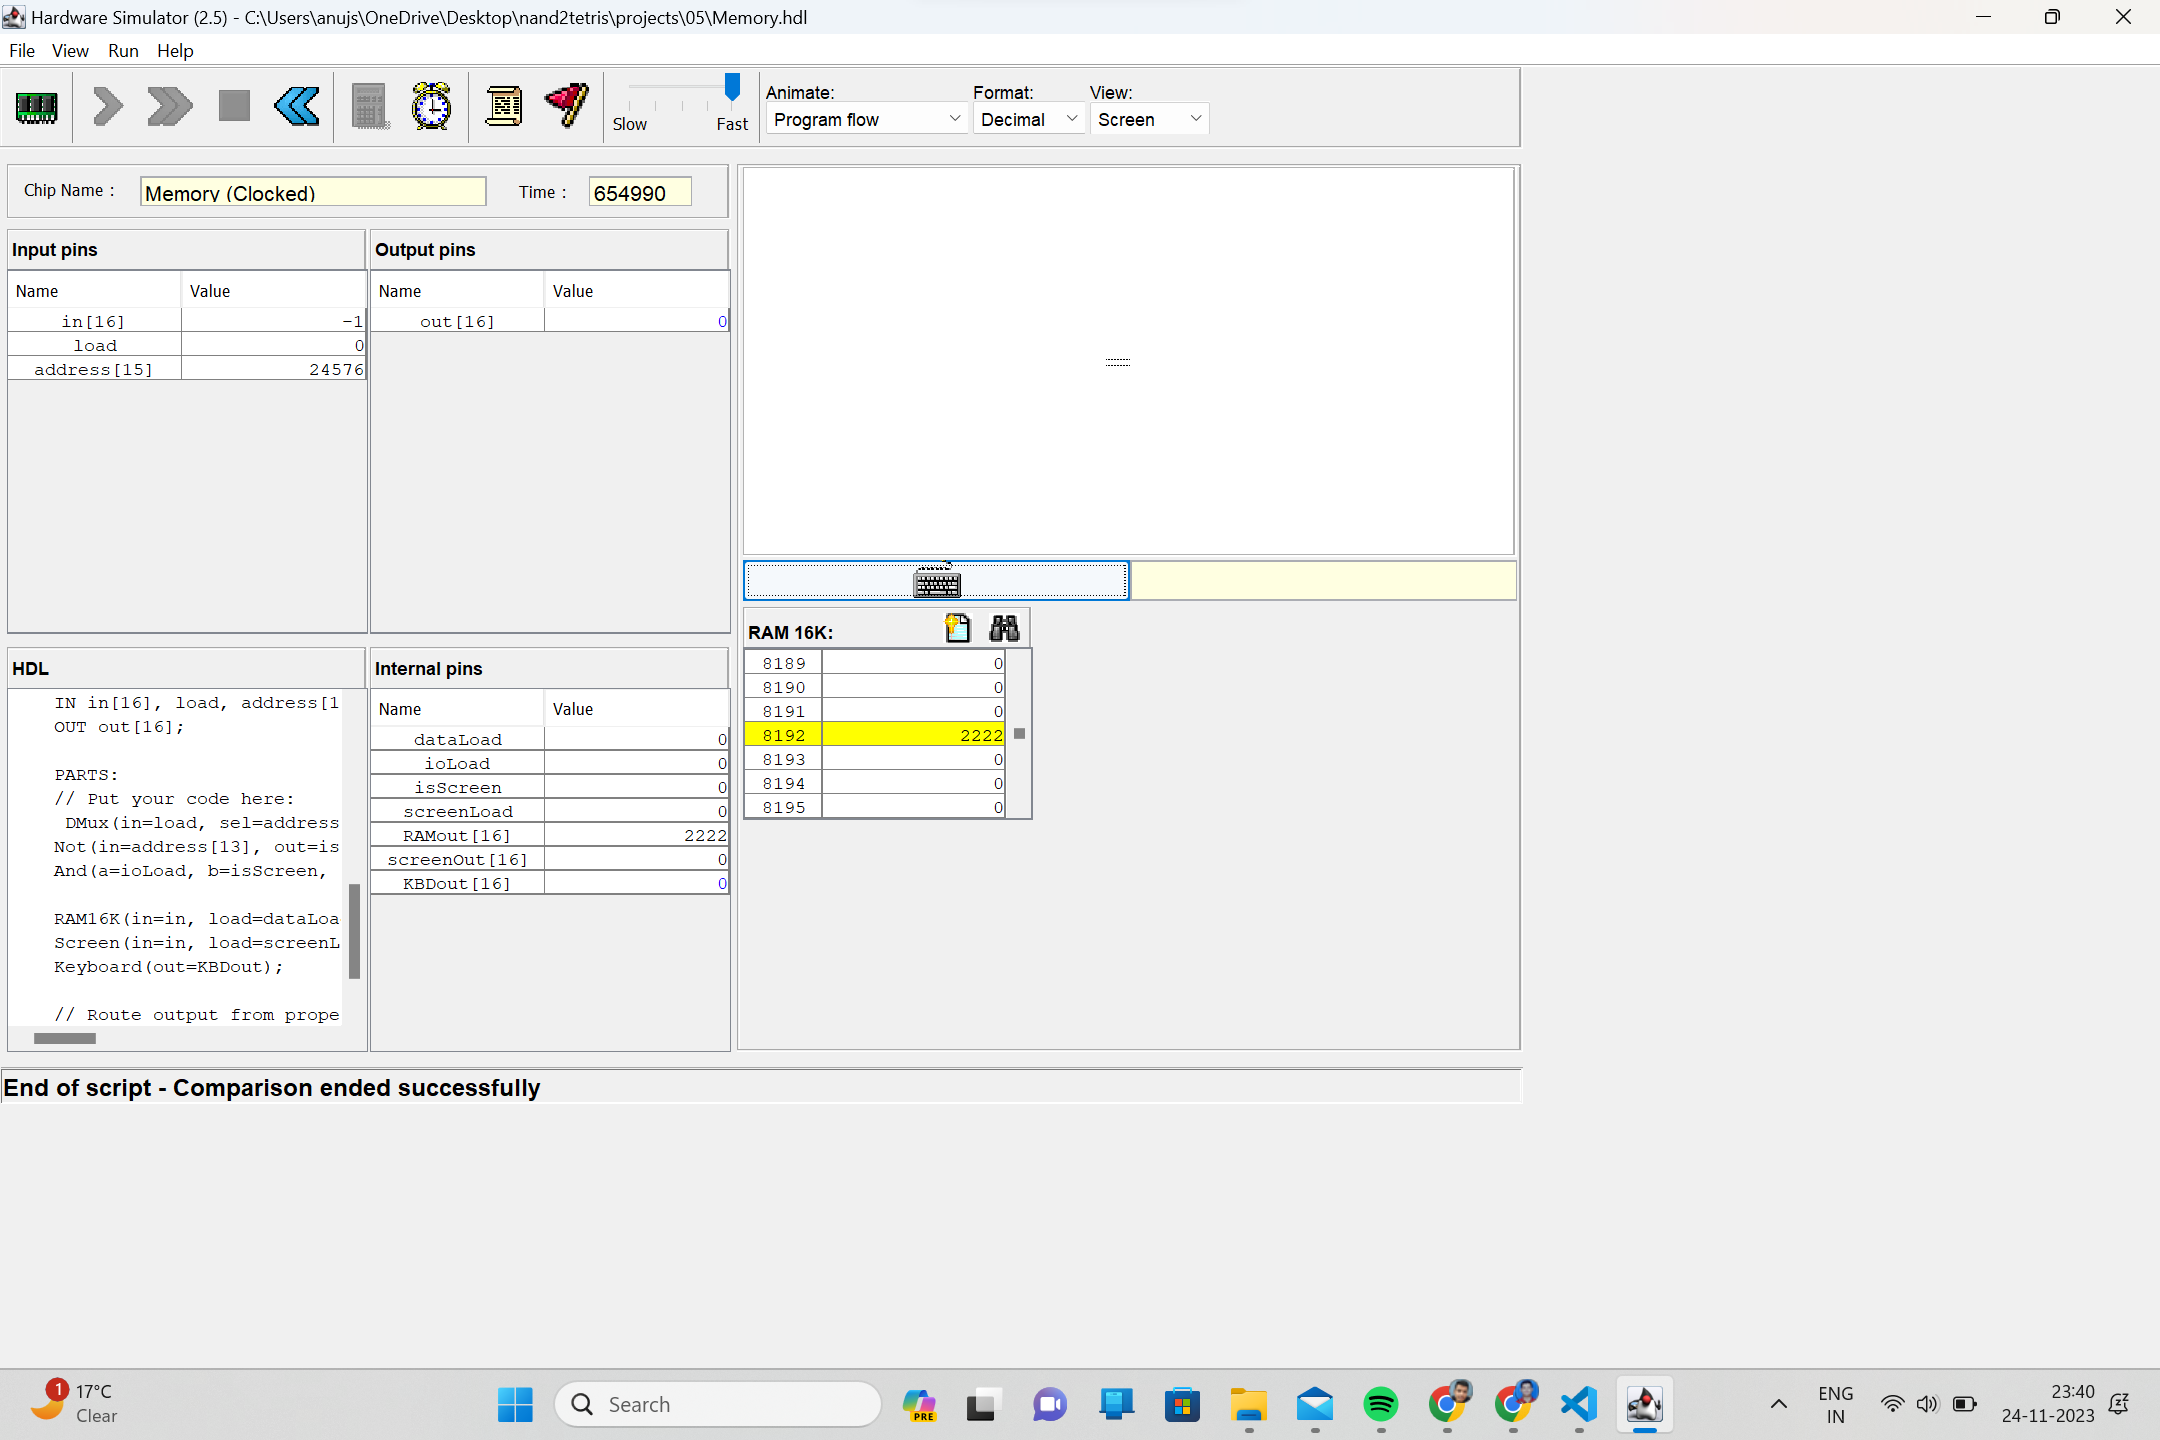 Hardware Simulator (2.5) - C:\Users\anujs\OneDrive\Desktop\nand2tetris\projects\05\Memory.hdl
File View Run Help
Slow Fast
Animate: Format: View:
Program flow Decimal Screen
Chip Name : Memory (Clocked) Time : 654990
Input pins
Name Value
in[16] -1
load 0
address[15] 24576
Output pins
Name Value
out[16] 0
HDL
IN in[16], load, address[1
OUT out[16];
PARTS:
// Put your code here:
DMux(in=load, sel=address
Not(in=address[13], out=is
And(a=ioLoad, b=isScreen,
RAM16K(in=in, load=dataLoa
Screen(in=in, load=screenL
Keyboard(out=KBDout);
// Route output from prope
Internal pins
Name Value
dataLoad 0
ioLoad 0
isScreen 0
screenLoad 0
RAMout[16] 2222
screenOut[16] 0
KBDout[16] 0
RAM 16K:
8189 0
8190 0
8191 0
8192 2222
8193 0
8194 0
8195 0
End of script - Comparison ended successfully
1
17°C
Clear
Search
PRE
ENG
IN
23:40
24-11-2023